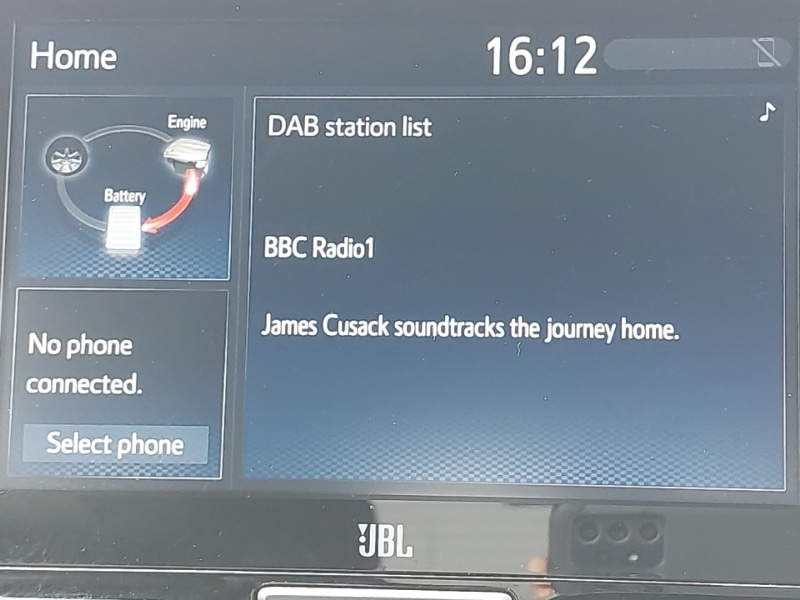 Home
16:12
Engine
Battery
DAB station list
BBC Radio1
James Cusack soundtracks the journey home.
No phone
connected.
Select phone
JBL